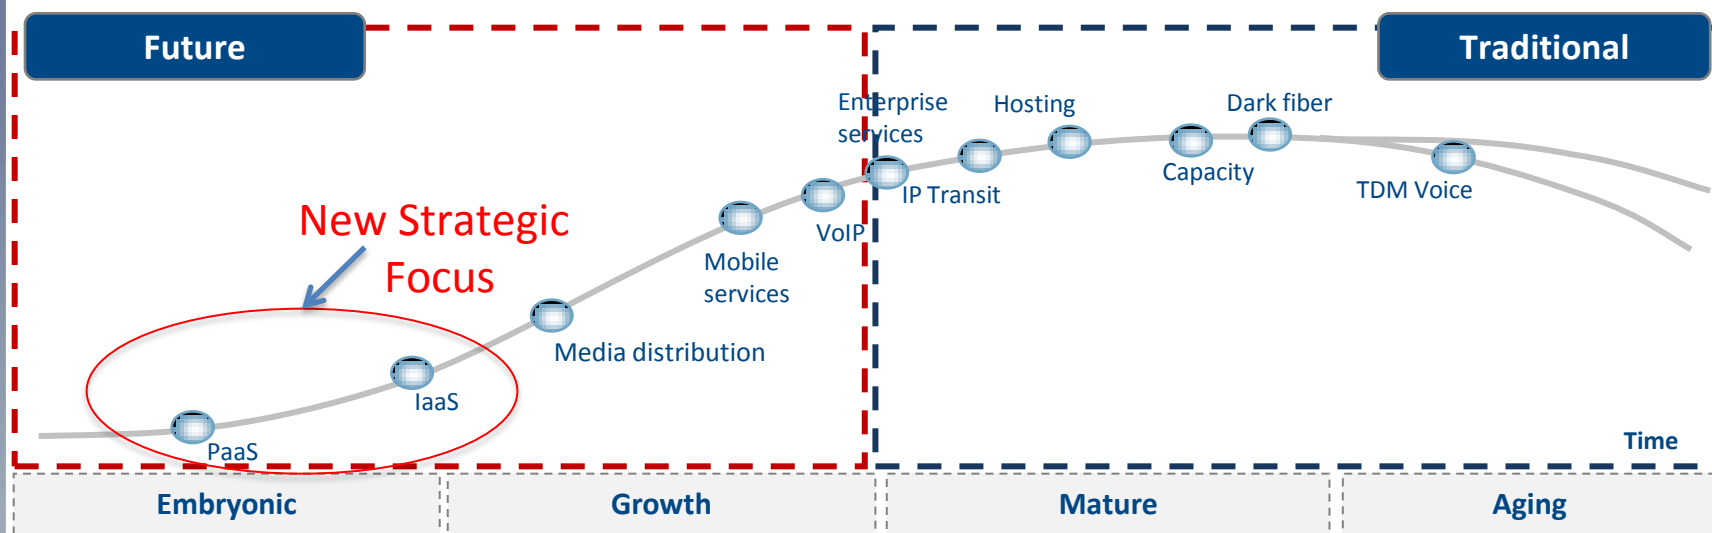 Future
Traditional
Enterprise
services
Hosting
Dark fiber
Capacity
TDM Voice
IP Transit
VoIP
New Strategic
Focus
Mobile
services
Media distribution
IaaS
PaaS
Time
Embryonic
Growth
Mature
Aging